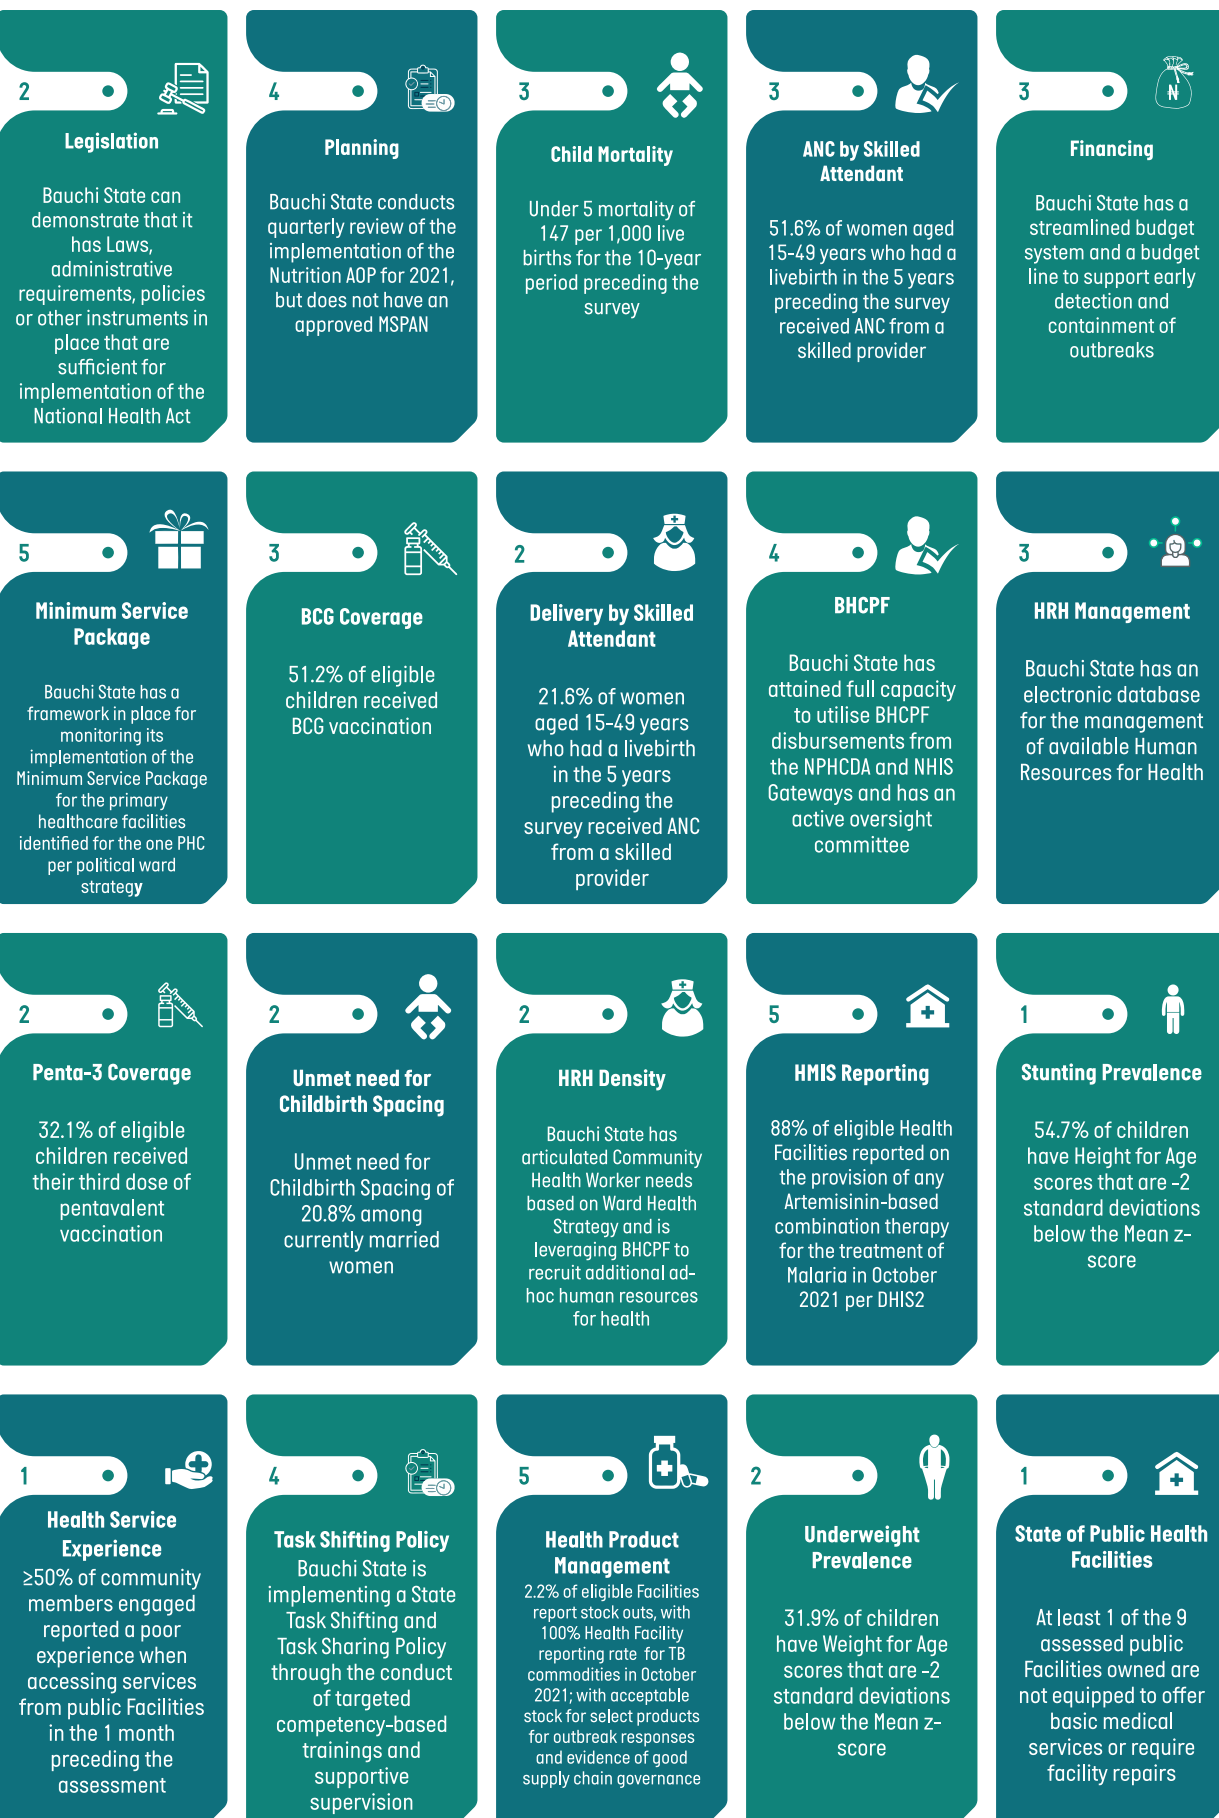 2
Legislation
Bauchi State can
demonstrate that it
has Laws,
administrative
requirements, policies
or other instruments in
place that are
sufficient for
implementation of the
National Health Act
4
Planning
Bauchi State conducts
quarterly review of the
implementation of the
Nutrition AOP for 2021,
but does not have an
approved MSPAN
3
Child Mortality
Under 5 mortality of
147 per 1,000 live
births for the 10-year
period preceding the
survey
3
ANC by Skilled
Attendant
51.6% of women aged
15-49 years who had a
livebirth in the 5 years
preceding the survey
received ANC from a
skilled provider
3
₦
Financing
Bauchi State has a
streamlined budget
system and a budget
line to support early
detection and
containment of
outbreaks
5
Minimum Service
Package
Bauchi State has a
framework in place for
monitoring its
implementation of the
Minimum Service Package
for the primary
healthcare facilities
identified for the one PHC
per political ward
strategy
3
BCG Coverage
51.2% of eligible
children received
BCG vaccination
2
Delivery by Skilled
Attendant
21.6% of women
aged 15-49 years
who had a livebirth
in the 5 years
preceding the
survey received ANC
from a skilled
provider
4
BHCPF
Bauchi State has
attained full capacity
to utilise BHCPF
disbursements from
the NPHCDA and NHIS
Gateways and has an
active oversight
committee
3
HRH Management
Bauchi State has an
electronic database
for the management
of available Human
Resources for Health
2
Penta-3 Coverage
32.1% of eligible
children received
their third dose of
pentavalent
vaccination
2
Unmet need for
Childbirth Spacing
Unmet need for
Childbirth Spacing of
20.8% among
currently married
women
2
HRH Density
Bauchi State has
articulated Community
Health Worker needs
based on Ward Health
Strategy and is
leveraging BHCPF to
recruit additional ad-
hoc human resources
for health
5
HMIS Reporting
88% of eligible Health
Facilities reported on
the provision of any
Artemisinin-based
combination therapy
for the treatment of
Malaria in October
2021 per DHIS2
1
Stunting Prevalence
54.7% of children
have Height for Age
scores that are -2
standard deviations
below the Mean z-
score
1
Health Service
Experience
≥50% of community
members engaged
reported a poor
experience when
accessing services
from public Facilities
in the 1 month
preceding the
assessment
4
Task Shifting Policy
Bauchi State is
implementing a State
Task Shifting and
Task Sharing Policy
through the conduct
of targeted
competency-based
trainings and
supportive
supervision
5
Health Product
Management
2.2% of eligible Facilities
report stock outs, with
100% Health Facility
reporting rate for TB
commodities in October
2021; with acceptable
stock for select products
for outbreak responses
and evidence of good
supply chain governance
2
Underweight
Prevalence
31.9% of children
have Weight for Age
scores that are -2
standard deviations
below the Mean z-
score
1
State of Public Health
Facilities
At least 1 of the 9
assessed public
Facilities owned are
not equipped to offer
basic medical
services or require
facility repairs